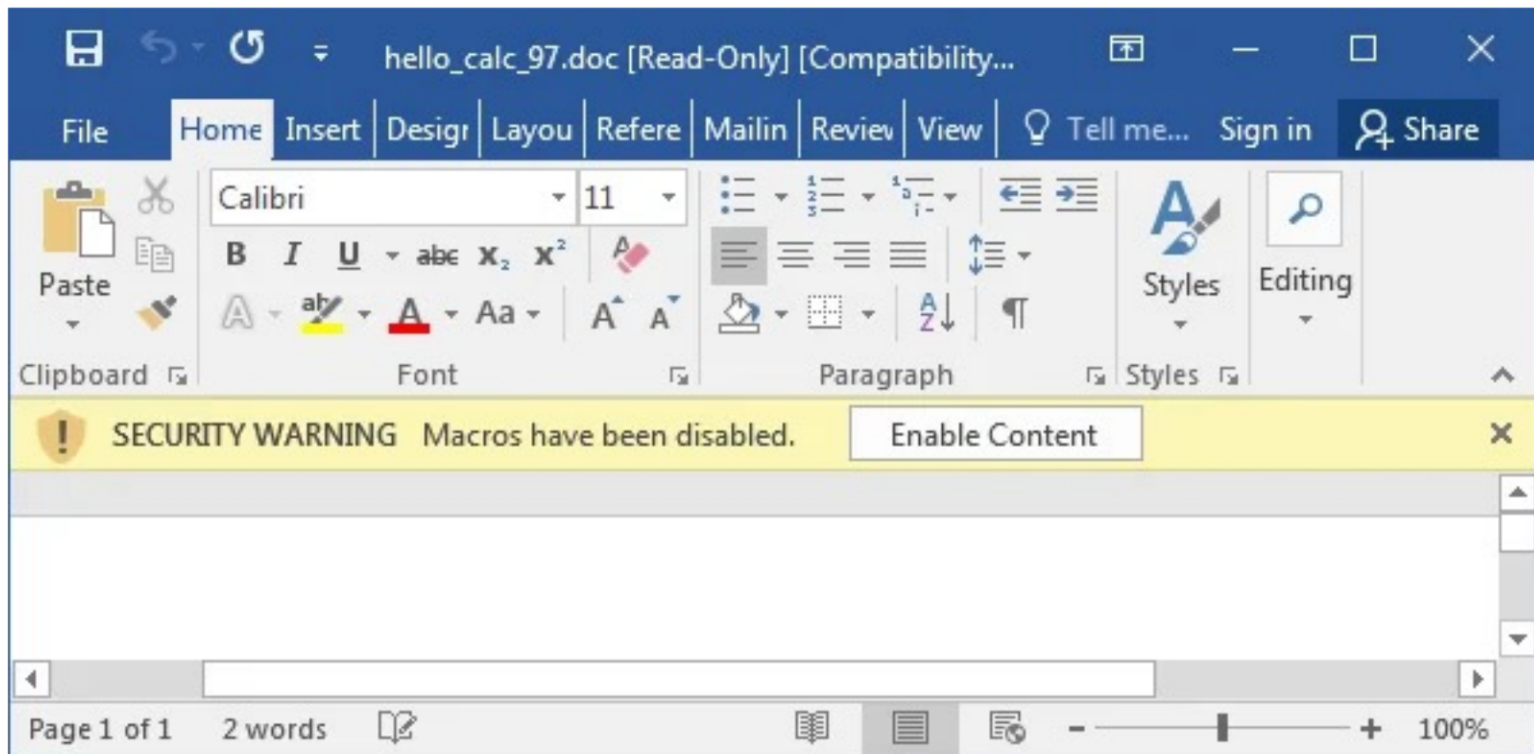 hello_calc_97.doc [Read-Only] [Compatibility...
File Home Insert Desigr Layou Refere Mailin Review View Tell me... Sign in Share
Calibri 11
B I U abc x₂ x²
Paste Styles Editing
A ab A Aa A A A Z
Clipboard Font Paragraph Styles
SECURITY WARNING Macros have been disabled. Enable Content
Page 1 of 1 2 words 100%